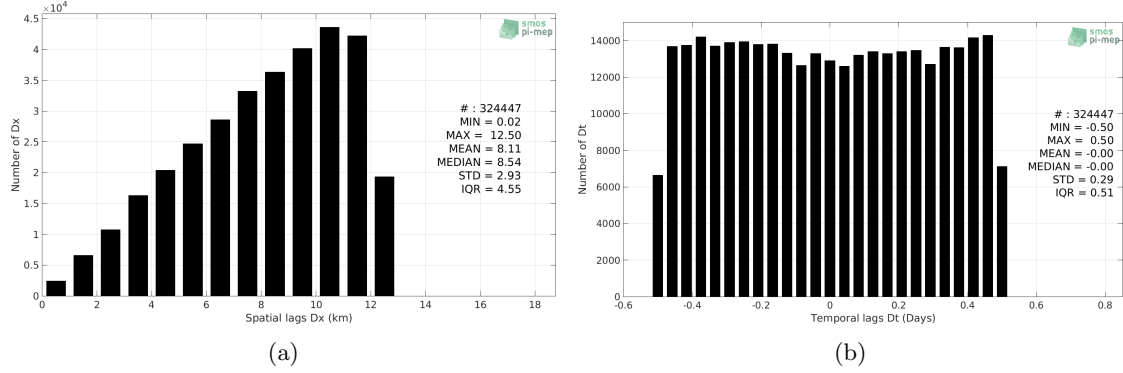 ×10⁴
4.5
4
3.5
3
2.5
2
1.5
1
0.5
0
Number of Dx
smos
pi-mep
# : 324447
MIN = 0.02
MAX = 12.50
MEAN = 8.11
MEDIAN = 8.54
STD = 2.93
IQR = 4.55
0 2 4 6 8 10 12 14 16 18
Spatial lags Dx (km)
(a)
14000
12000
10000
8000
6000
4000
2000
0
Number of Dt
smos
pi-mep
# : 324447
MIN = -0.50
MAX = 0.50
MEAN = -0.00
MEDIAN = -0.00
STD = 0.29
IQR = 0.51
-0.6 -0.4 -0.2 0 0.2 0.4 0.6 0.8
Temporal lags Dt (Days)
(b)